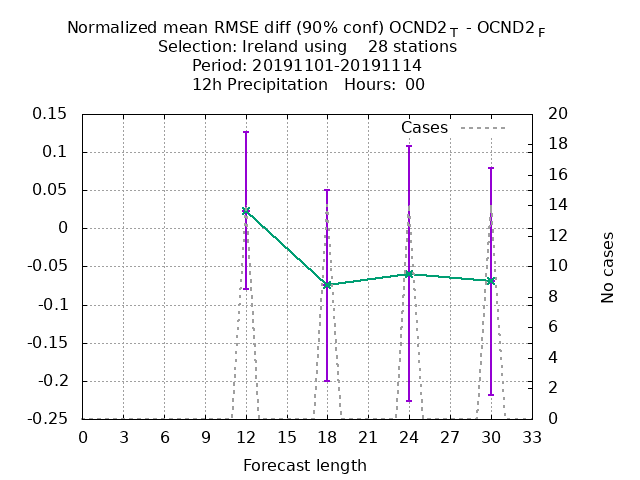 Normalized mean RMSE diff (90% conf) OCND2 T - OCND2 F
Selection: Ireland using 28 stations
Period: 20191101-20191114
12h Precipitation Hours: 00
Cases
0.15
0.1
0.05
0
-0.05
-0.1
-0.15
-0.2
-0.25
20
18
16
14
12
10
8
6
4
2
0
No cases
0 3 6 9 12 15 18 21 24 27 30 33
Forecast length